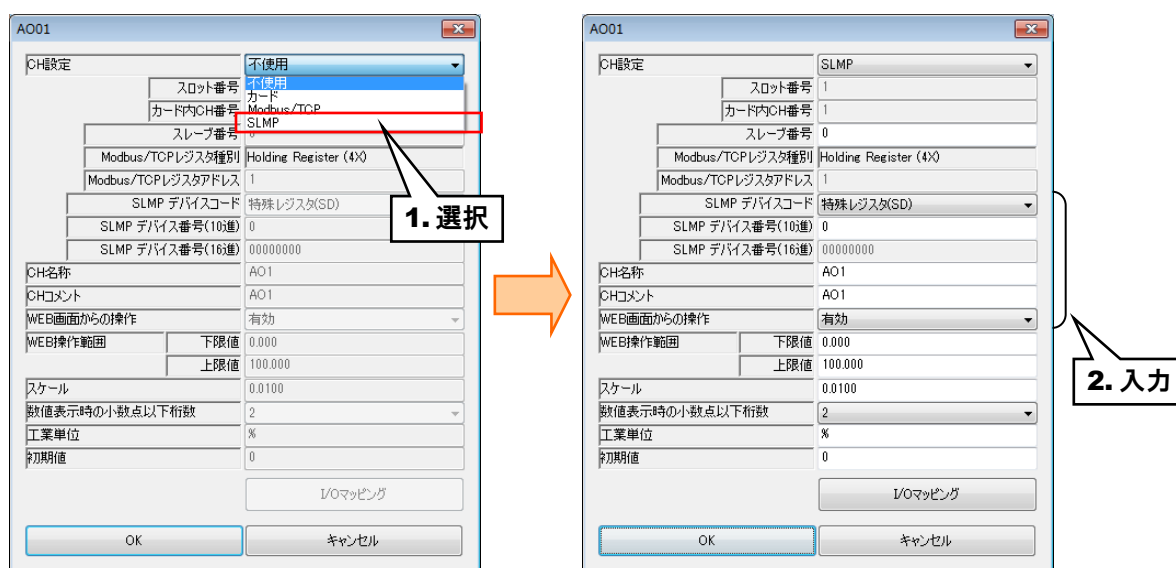 AO01
CH設定 不使用
不使用
スロット番号
カード
カード内CH番号
Modbus/TCP
SLMP
スレーブ番号 0
Modbus/TCPレジスタ種別 Holding Register (4X)
Modbus/TCPレジスタアドレス 1
SLMP デバイスコード 特殊レジスタ(SD)
SLMP デバイス番号(10進) 0
SLMP デバイス番号(16進) 00000000
CH名称 AO1
CHコメント AO1
WEB画面からの操作 有効
WEB操作範囲 下限値 0.000
上限値 100.000
スケール 0.0100
数値表示時の小数点以下桁数 2
工業単位 %
初期値 0
I/Oマッピング
OK キャンセル
1. 選択
AO01
CH設定 SLMP
スロット番号 1
カード内CH番号 1
スレーブ番号 0
Modbus/TCPレジスタ種別 Holding Register (4X)
Modbus/TCPレジスタアドレス 1
SLMP デバイスコード 特殊レジスタ(SD)
SLMP デバイス番号(10進) 0
SLMP デバイス番号(16進) 00000000
CH名称 AO1
CHコメント AO1
WEB画面からの操作 有効
WEB操作範囲 下限値 0.000
上限値 100.000
スケール 0.0100
数値表示時の小数点以下桁数 2
工業単位 %
初期値 0
I/Oマッピング
OK キャンセル
2. 入力